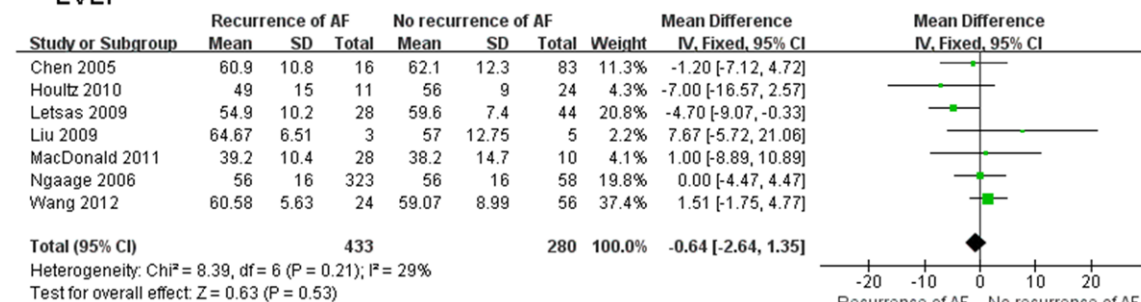 LVEF
Recurrence of AF No recurrence of AF Mean Difference Mean Difference
Study or Subgroup Mean SD Total Mean SD Total Weight IV, Fixed, 95% CI IV, Fixed, 95% CI
Chen 2005 60.9 10.8 16 62.1 12.3 83 11.3% -1.20 [-7.12, 4.72]
Houltz 2010 49 15 11 56 9 24 4.3% -7.00 [-16.57, 2.57]
Letsas 2009 54.9 10.2 28 59.6 7.4 44 20.8% -4.70 [-9.07, -0.33]
Liu 2009 64.67 6.51 3 57 12.75 5 2.2% 7.67 [-5.72, 21.06]
MacDonald 2011 39.2 10.4 28 38.2 14.7 10 4.1% 1.00 [-8.89, 10.89]
Ngaage 2006 56 16 323 56 16 58 19.8% 0.00 [-4.47, 4.47]
Wang 2012 60.58 5.63 24 59.07 8.99 56 37.4% 1.51 [-1.75, 4.77]
Total (95% CI) 433 280 100.0% -0.64 [-2.64, 1.35]
Heterogeneity: Chi² = 8.39, df = 6 (P = 0.21); I² = 29%
Test for overall effect: Z = 0.63 (P = 0.53)
-20 -10 0 10 20
Recurrence of AF No recurrence of AF